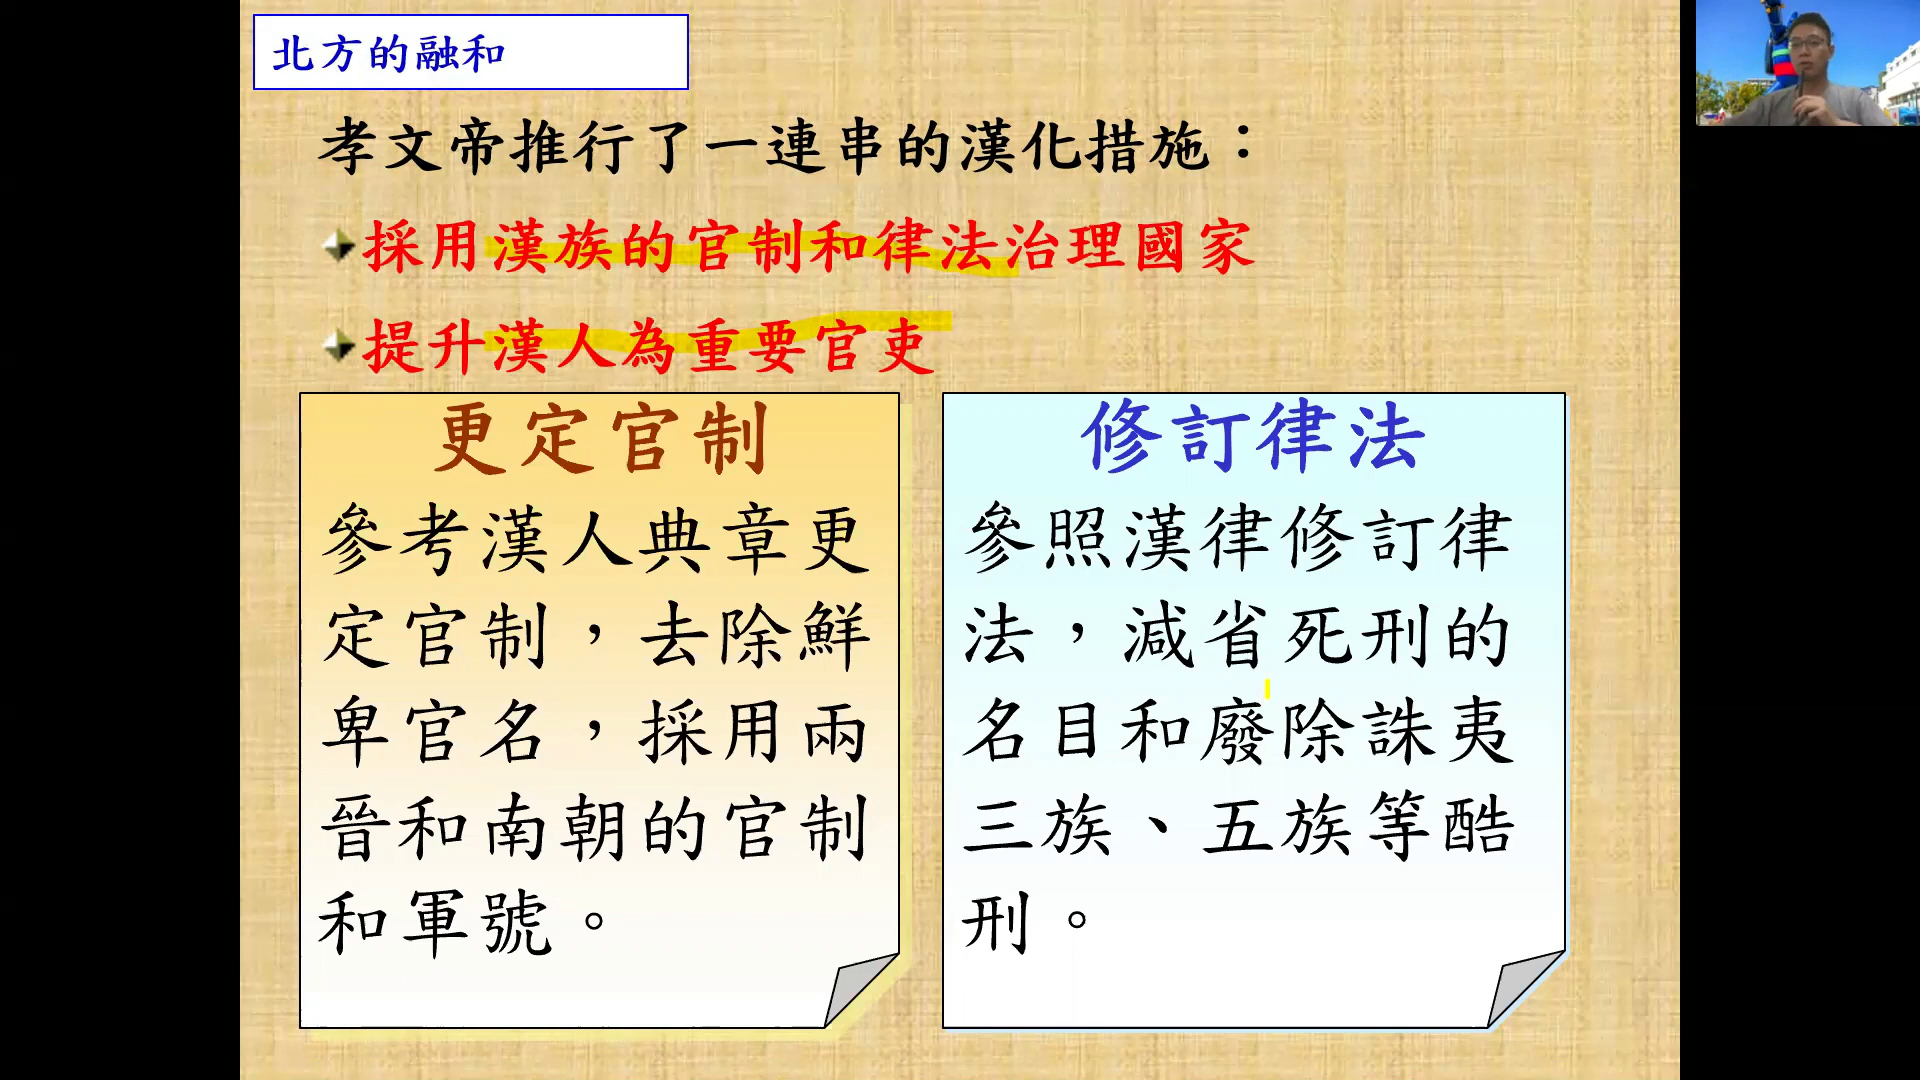 北方的融和
孝文帝推行了一連串的漢化措施：
採用漢族的官制和律法治理國家
提升漢人為重要官吏
更定官制
參考漢人典章更
定官制，去除鮮
卑官名，採用兩
晉和南朝的官制
和軍號。
修訂律法
參照漢律修訂律
法，減省死刑的
名目和廢除誅夷
三族、五族等酷
刑。